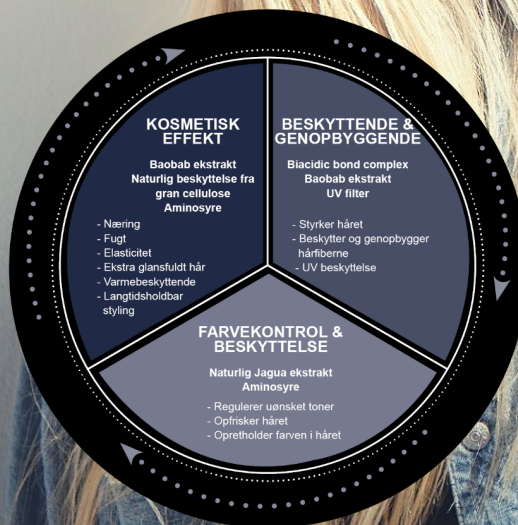 KOSMETISK
EFFEKT
Baobab ekstrakt
Naturlig beskyttelse fra
gran cellulose
Aminosyre
- Næring
- Fugt
- Elasticitet
- Ekstra glansfuldt hår
- Varmebeskyttende
- Langtidsholdbar
styling
BESKYTTENDE &
GENOPBYGGENDE
Biacidic bond complex
Baobab ekstrakt
UV filter
- Styrker håret
- Beskytter og genopbygger
hårfiberne
- UV beskyttelse
FARVEKONTROL &
BESKYTTELSE
Naturlig Jagua ekstrakt
Aminosyre
- Regulerer uønsket toner
- Opfrisker håret
- Opretholder farven i håret